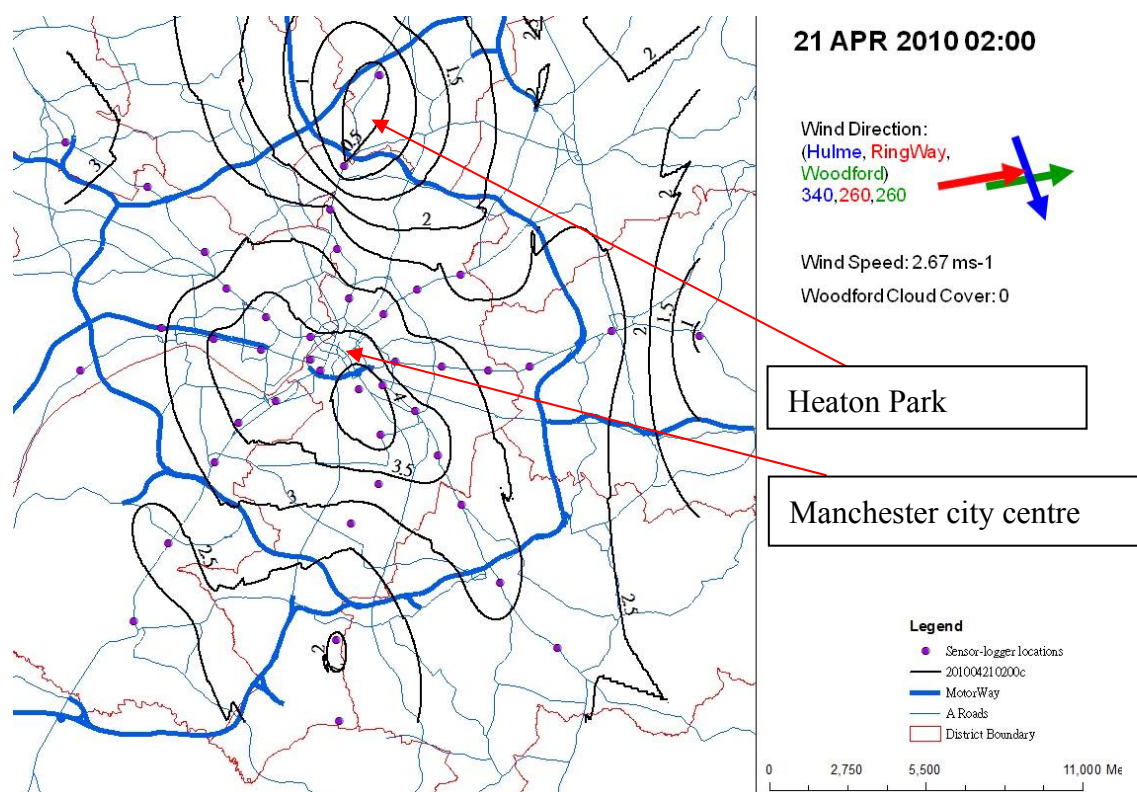 21 APR 2010 02:00
Wind Direction:
(Hulme, RingWay,
Woodford)
340,260,260
Wind Speed: 2.67 ms-1
Woodford Cloud Cover: 0
Heaton Park
Manchester city centre
2
1
1.5
2
3
0.5
2
2
2
1.5
1
4
3.5
3
2.5
2.5
2
Legend
Sensor-logger locations
201004210200c
MotorWay
A Roads
District Boundary
0 2,750 5,500 11,000 Me